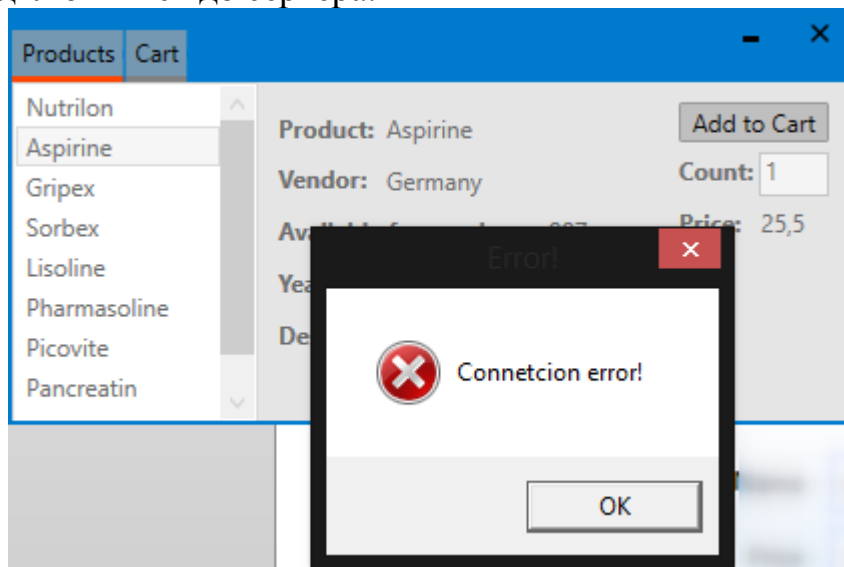 Products Cart
Nutrilon
Aspirine
Gripex
Sorbex
Lisoline
Pharmasoline
Picovite
Pancreatin
Product: Aspirine
Vendor: Germany
Add to Cart
Count: 1
Price: 25,5
Error!
Connetcion error!
OK